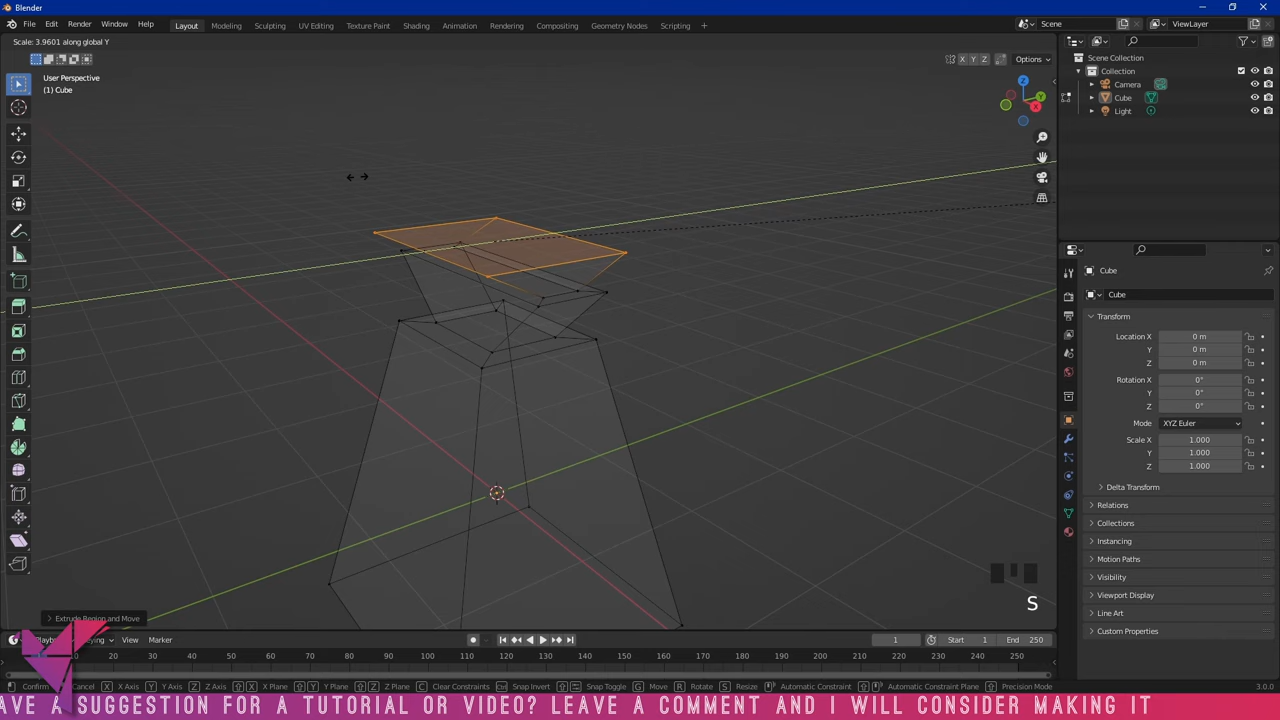 Blender
File Edit Render Window Help
Layout Modeling Sculpting UV Editing Texture Paint Shading Animation Rendering Compositing Geometry Nodes Scripting +
Scene
ViewLayer
Scale: 3.9601 along global Y
X Y Z
Options
User Perspective
(1) Cube
Scene Collection
Collection
Camera
Cube
Light
Z
Y
X
Cube
Cube
Transform
Location X 0 m
Y 0 m
Z 0 m
Rotation X 0°
Y 0°
Z 0°
Mode XYZ Euler
Scale X 1.000
Y 1.000
Z 1.000
Delta Transform
Relations
Collections
Instancing
Motion Paths
Visibility
Viewport Display
Line Art
Custom Properties
S
Extrude Region and Move
View Marker
1
Start 1
End 250
20 30 40 50 60 70 80 90 100 110 120 130 140 150 160 170 180 190 200 210 220 230 240 250
Confirm X X Axis Y Y Axis Z Z Axis X X Plane Y Y Plane Z Z Plane C Clear Constraints Snap Invert Snap Toggle G Move R Rotate S Resize Automatic Constraint Automatic Constraint Plane Precision Mode 3.0.0
AVE A SUGGESTION FOR A TUTORIAL OR VIDEO? LEAVE A COMMENT AND I WILL CONSIDER MAKING IT